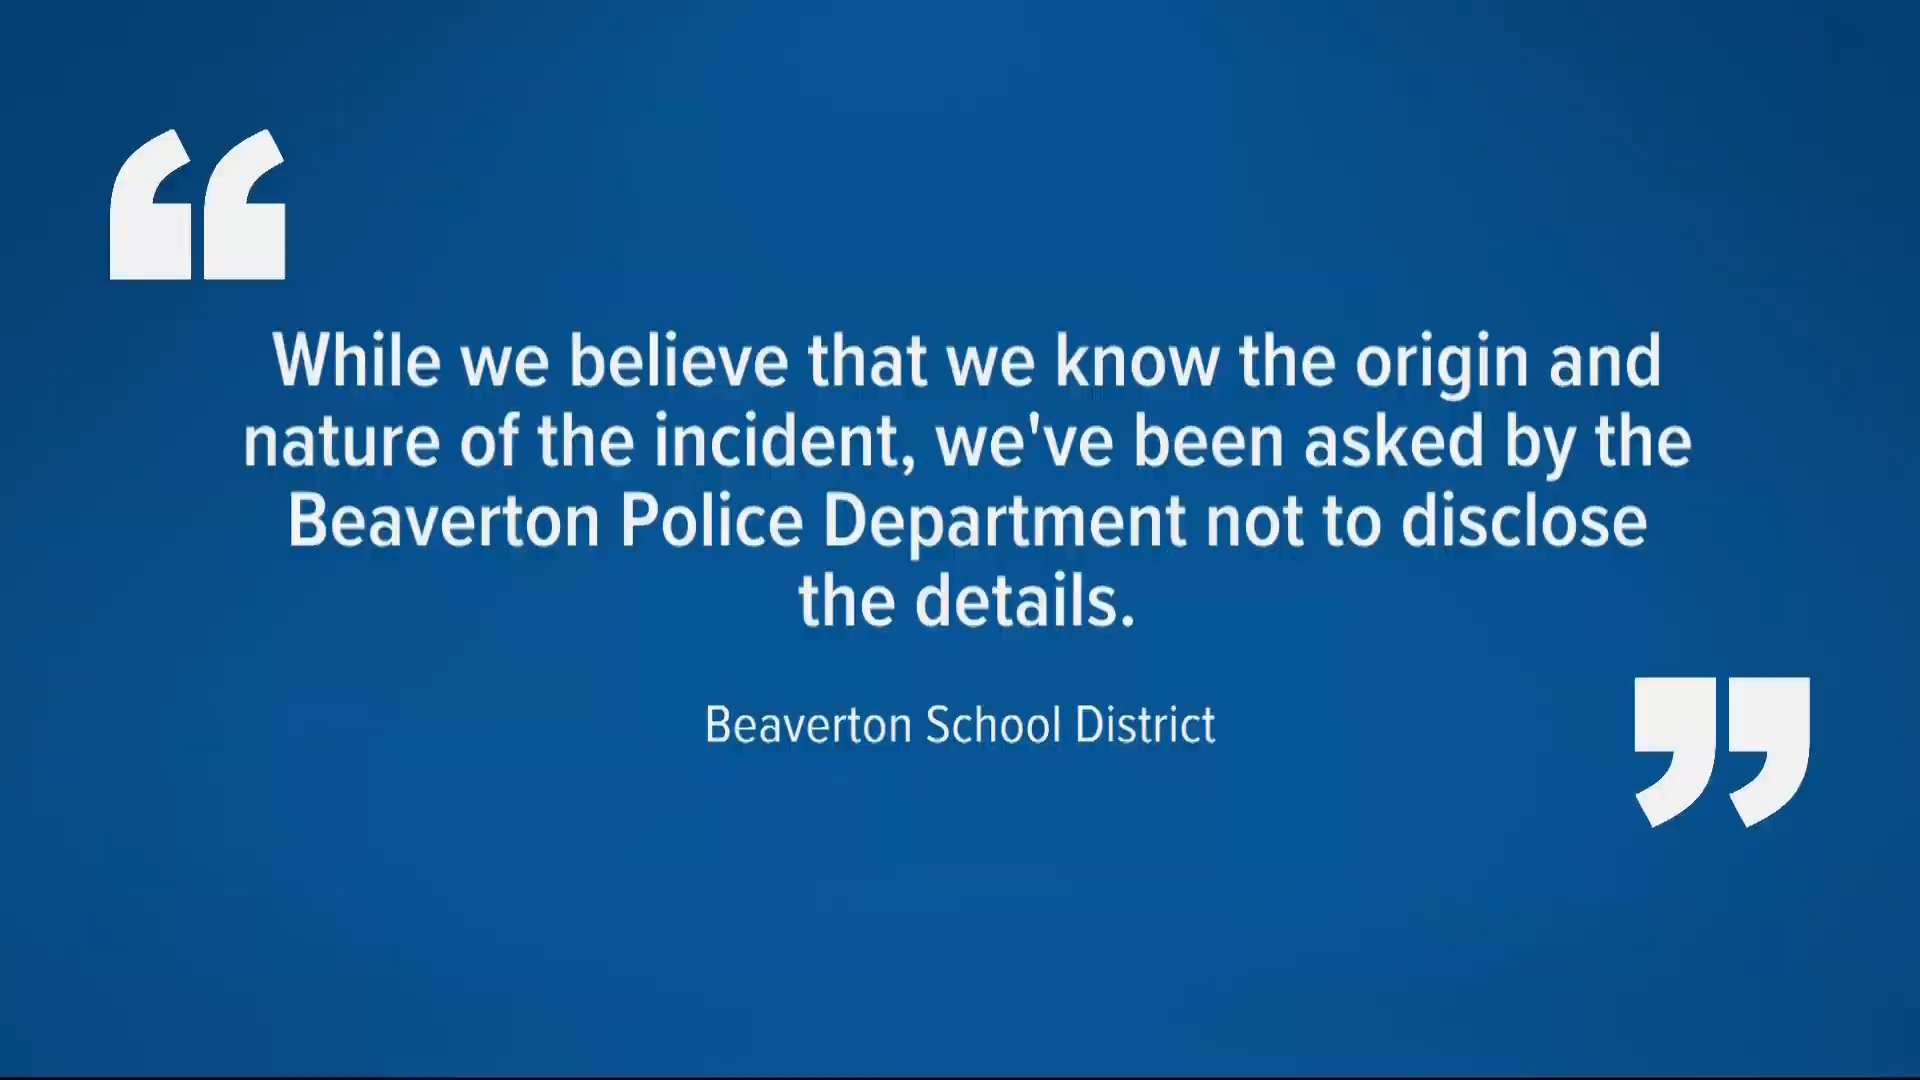 “
While we believe that we know the origin and
nature of the incident, we've been asked by the
Beaverton Police Department not to disclose
the details.
Beaverton School District
”